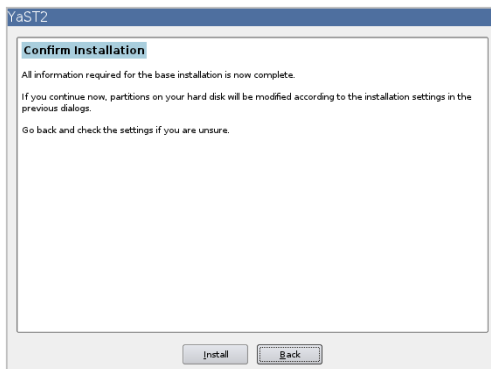 YaST2
Confirm Installation
All information required for the base installation is now complete.
If you continue now, partitions on your hard disk will be modified according to the installation settings in the
previous dialogs.
Go back and check the settings if you are unsure.
Install
Back